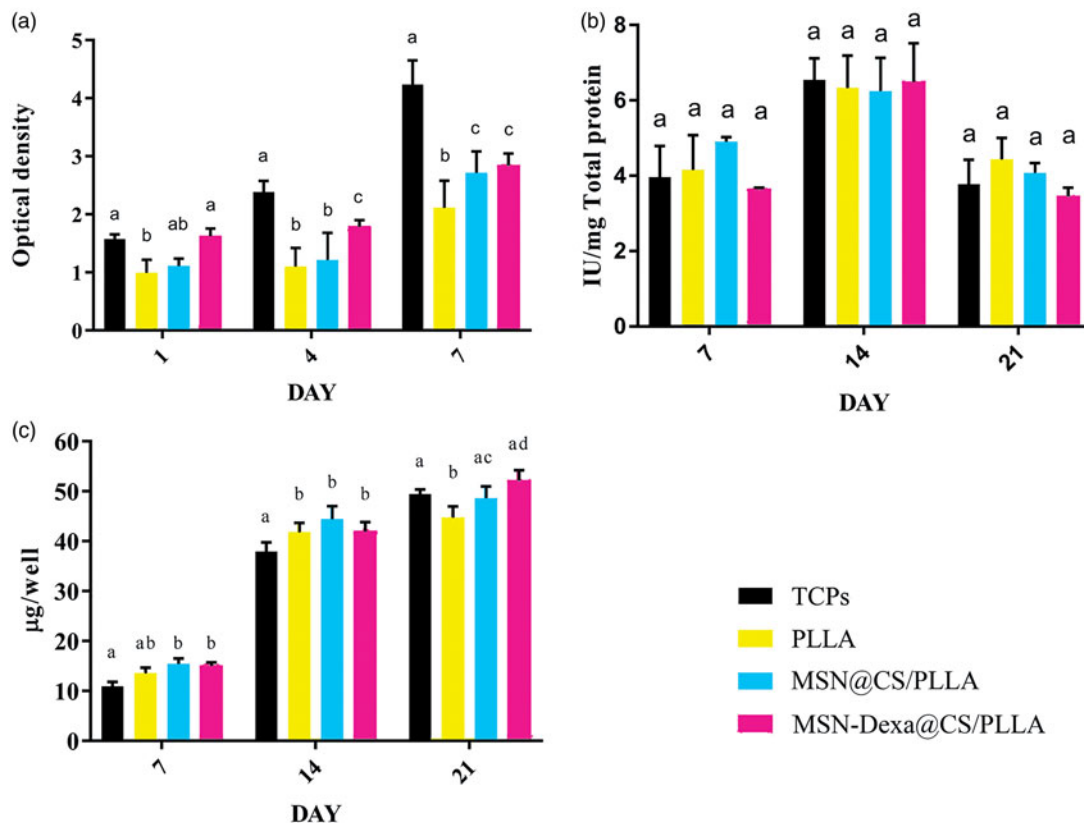 (a)
Optical density
5
4
3
2
1
0
a
b
ab
a
a
b
b
c
a
b
c
c
1
4
7
DAY
(b)
IU/mg Total protein
8
6
4
2
0
a
a
a
a
a
a
a
a
a
a
a
a
7
14
21
DAY
(c)
μg/well
60
50
40
30
20
10
0
a
ab
b
b
a
b
b
b
a
b
ac
ad
7
14
21
DAY
TCPs
PLLA
MSN@CS/PLLA
MSN-Dexa@CS/PLLA